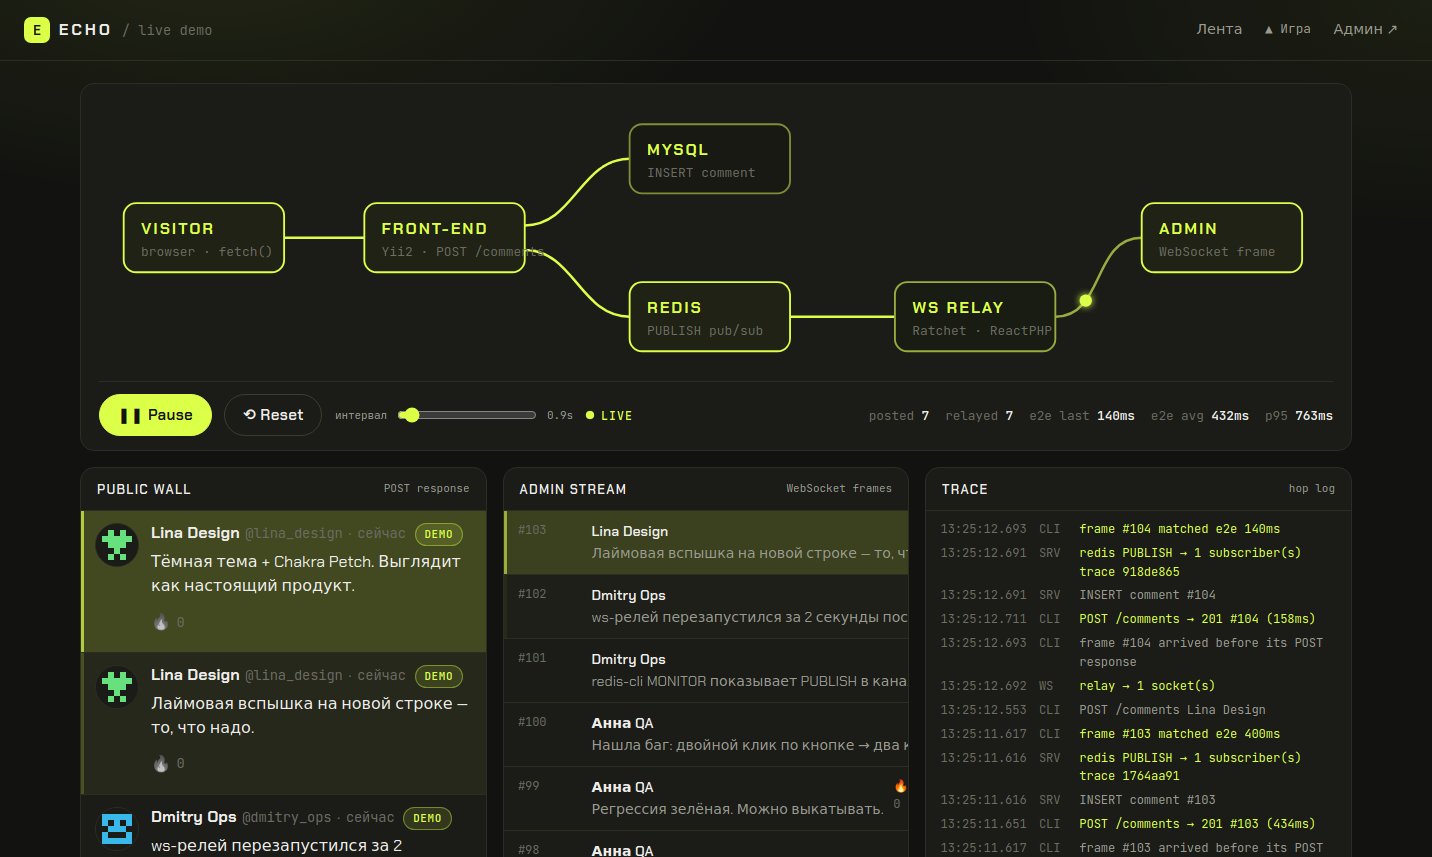 E ECHO / live demo
Лента ▲ Игра Админ ↗
MYSQL
INSERT comment
VISITOR
browser · fetch()
FRONT-END
Yii2 · POST /comments
ADMIN
WebSocket frame
REDIS
PUBLISH pub/sub
WS RELAY
Ratchet · ReactPHP
❚❚ Pause ⟲ Reset интервал 0.9s LIVE
posted 7 relayed 7 e2e last 140ms e2e avg 432ms p95 763ms
PUBLIC WALL POST response
Lina Design @lina_design · сейчас DEMO
Тёмная тема + Chakra Petch. Выглядит
как настоящий продукт.
🔥 0
Lina Design @lina_design · сейчас DEMO
Лаймовая вспышка на новой строке —
то, что надо.
🔥 0
Dmitry Ops @dmitry_ops · сейчас DEMO
ws-релей перезапустился за 2
ADMIN STREAM WebSocket frames
#103 Lina Design
Лаймовая вспышка на новой строке — то, чт
#102 Dmitry Ops
ws-релей перезапустился за 2 секунды пос
#101 Dmitry Ops
redis-cli MONITOR показывает PUBLISH в кана
#100 Анна QA
Нашла баг: двойной клик по кнопке → два к
#99 Анна QA 🔥
Регрессия зелёная. Можно выкатывать. 0
#98 Анна QA
TRACE hop log
13:25:12.693 CLI frame #104 matched e2e 140ms
13:25:12.691 SRV redis PUBLISH → 1 subscriber(s)
trace 918de865
13:25:12.691 SRV INSERT comment #104
13:25:12.711 CLI POST /comments → 201 #104 (158ms)
13:25:12.693 CLI frame #104 arrived before its POST
response
13:25:12.692 WS relay → 1 socket(s)
13:25:12.553 CLI POST /comments Lina Design
13:25:11.617 CLI frame #103 matched e2e 400ms
13:25:11.616 SRV redis PUBLISH → 1 subscriber(s)
trace 1764aa91
13:25:11.616 SRV INSERT comment #103
13:25:11.651 CLI POST /comments → 201 #103 (434ms)
13:25:11.617 CLI frame #103 arrived before its POST